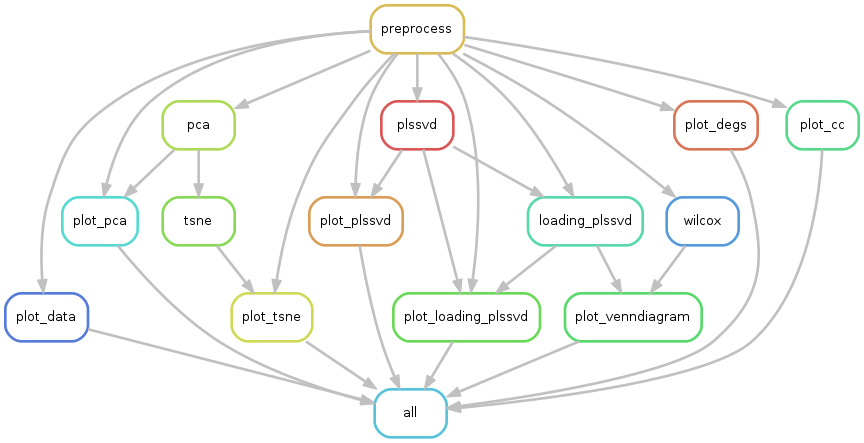 preprocess
pca
plssvd
plot_degs
plot_cc
plot_pca
tsne
plot_plssvd
loading_plssvd
wilcox
plot_data
plot_tsne
plot_loading_plssvd
plot_venndiagram
all